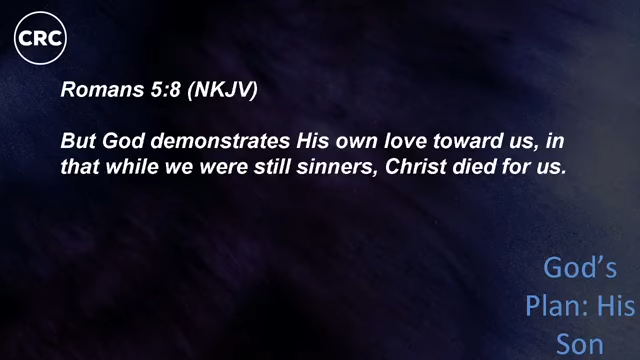 CRC
Romans 5:8 (NKJV)
But God demonstrates His own love toward us, in
that while we were still sinners, Christ died for us.
God’s
Plan: His
Son